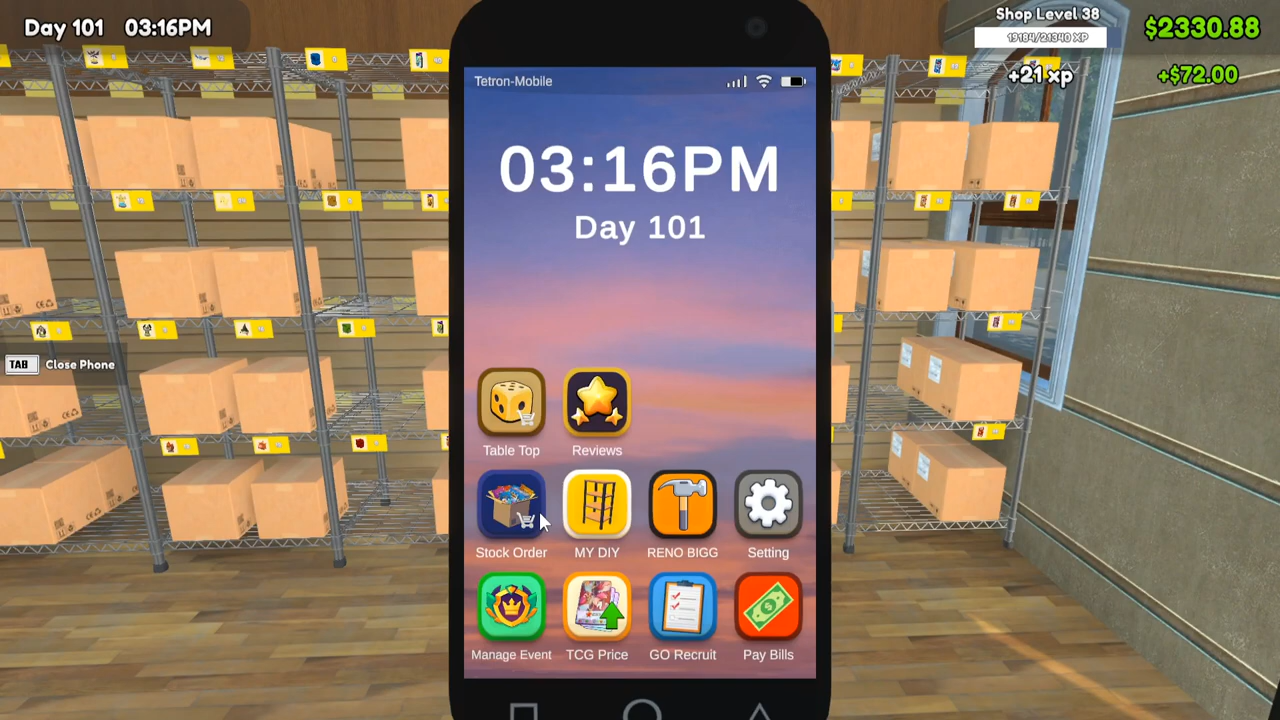 Day 101 03:16PM
Shop Level 38
19184/21340 XP
$2330.88
+21 xp
+$72.00
Tetron-Mobile
03:16PM
Day 101
TAB Close Phone
Table Top Reviews
Stock Order MY DIY RENO BIGG Setting
Manage Event TCG Price GO Recruit Pay Bills